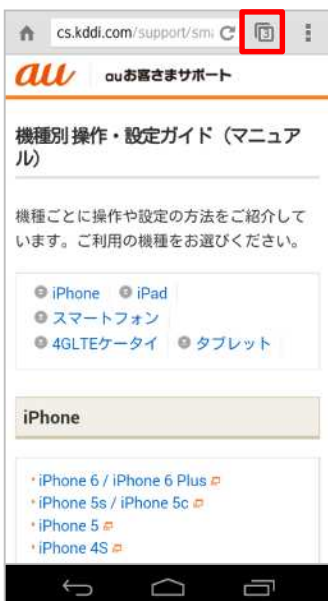 cs.kddi.com/support/sma
3
au auお客さまサポート
機種別 操作・設定ガイド（マニュア
ル）
機種ごとに操作や設定の方法をご紹介して
います。ご利用の機種をお選びください。
iPhone iPad
スマートフォン
4GLTEケータイ タブレット
iPhone
iPhone 6 / iPhone 6 Plus
iPhone 5s / iPhone 5c
iPhone 5
iPhone 4S